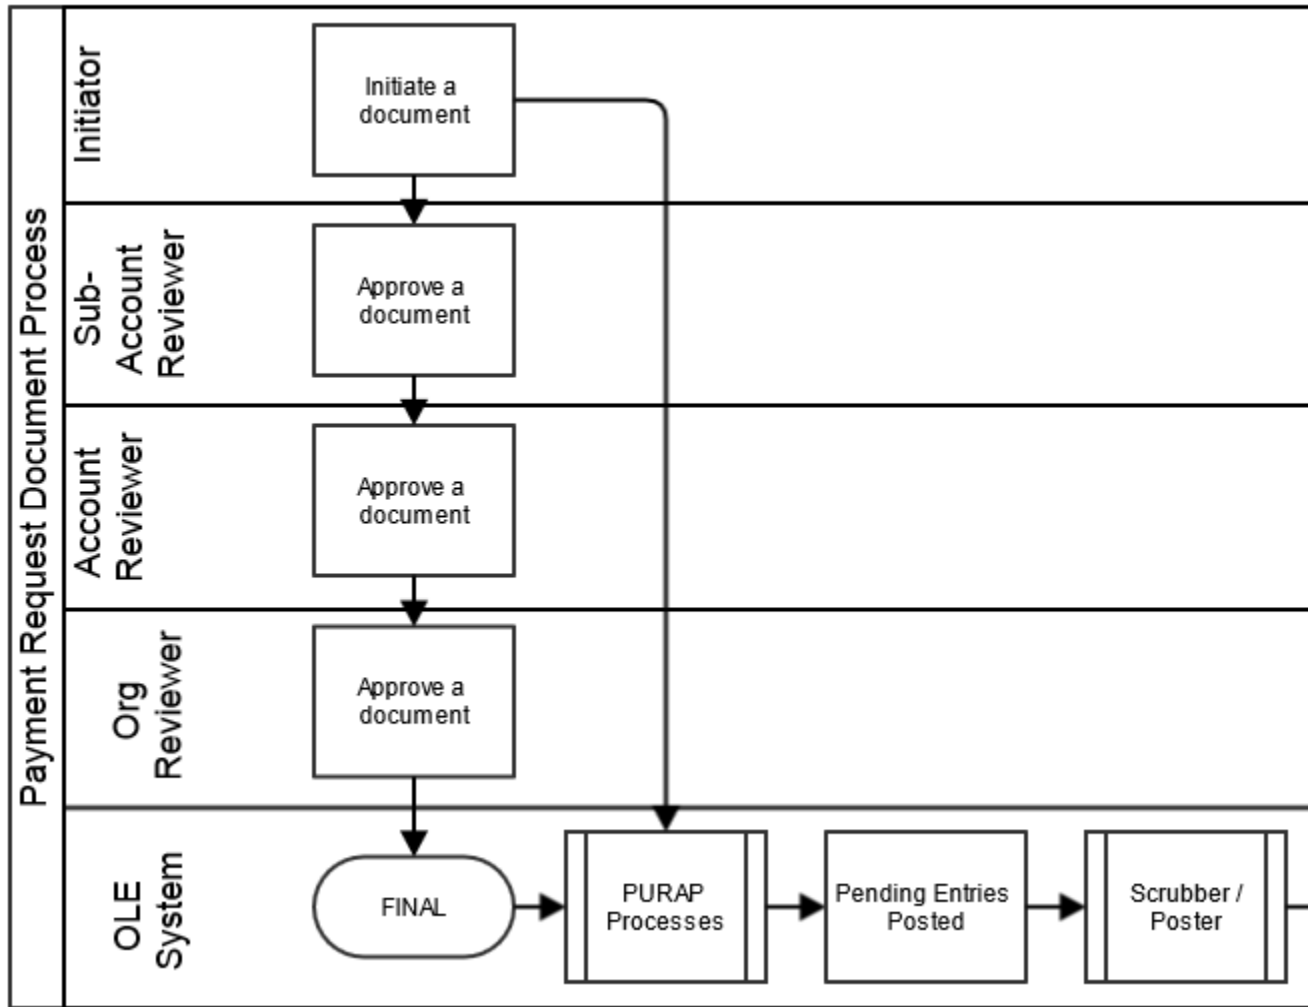 Payment Request Document Process
Initiator
Initiate a
document
Sub-
Account
Reviewer
Approve a
document
Account
Reviewer
Approve a
document
Org
Reviewer
Approve a
document
OLE
System
FINAL
PURAP
Processes
Pending Entries
Posted
Scrubber /
Poster